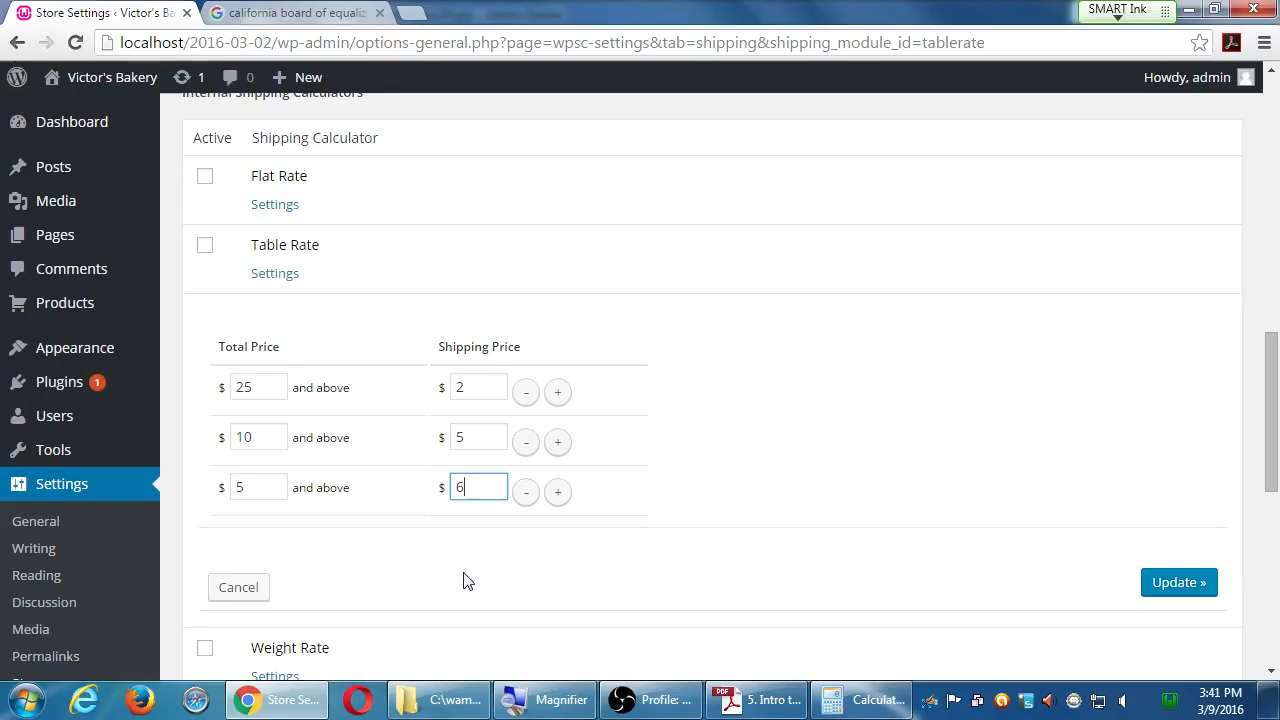 Store Settings ‹ Victor's Ba
california board of equaliz
SMART Ink
localhost/2016-03-02/wp-admin/options-general.php?page=wpsc-settings&tab=shipping&shipping_module_id=tablerate
Victor's Bakery
1
0
New
Howdy, admin
Internal Shipping Calculators
Dashboard
Posts
Media
Pages
Comments
Products
Appearance
Plugins 1
Users
Tools
Settings
General
Writing
Reading
Discussion
Media
Permalinks
Active Shipping Calculator
Flat Rate
Settings
Table Rate
Settings
Total Price Shipping Price
$ 25 and above $ 2 - +
$ 10 and above $ 5 - +
$ 5 and above $ 6 - +
Cancel
Update »
Weight Rate
Settings
Store Se...
C:\wam...
Magnifier
Profile: ...
5. Intro t...
Calculat...
3:41 PM
3/9/2016